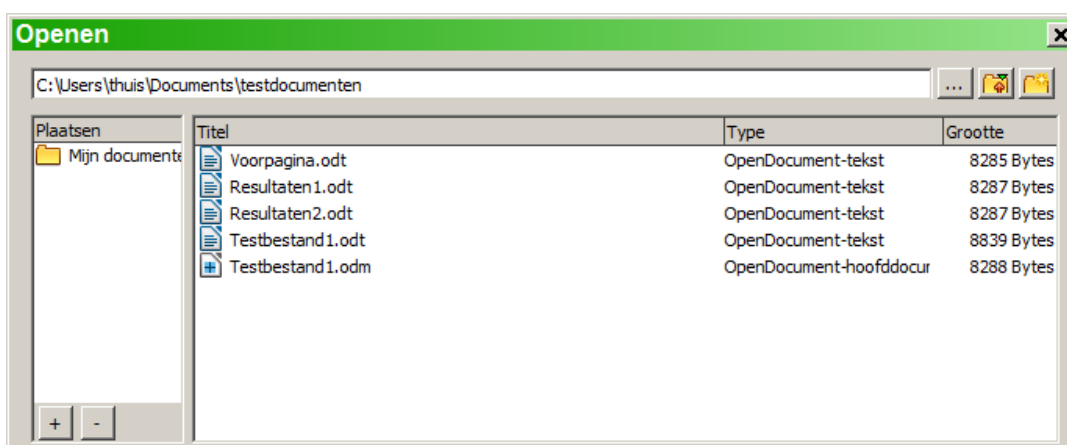 Openen
C:\Users\thuis\Documents\testdocumenten
...
Plaatsen
Mijn documente
+ -
Titel Type Grootte
Voorpagina.odt OpenDocument-tekst 8285 Bytes
Resultaten1.odt OpenDocument-tekst 8287 Bytes
Resultaten2.odt OpenDocument-tekst 8287 Bytes
Testbestand1.odt OpenDocument-tekst 8839 Bytes
Testbestand1.odm OpenDocument-hoofddocur 8288 Bytes